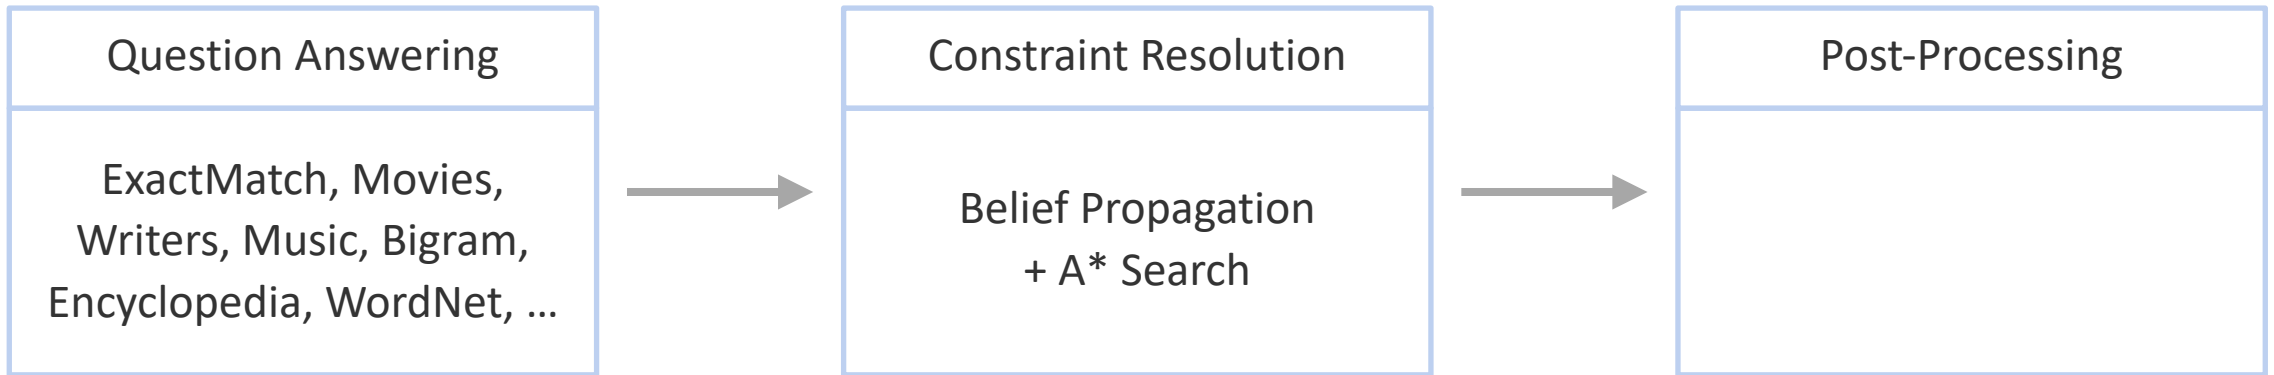 Question Answering
ExactMatch, Movies,
Writers, Music, Bigram,
Encyclopedia, WordNet, ...
Constraint Resolution
Belief Propagation
+ A* Search
Post-Processing